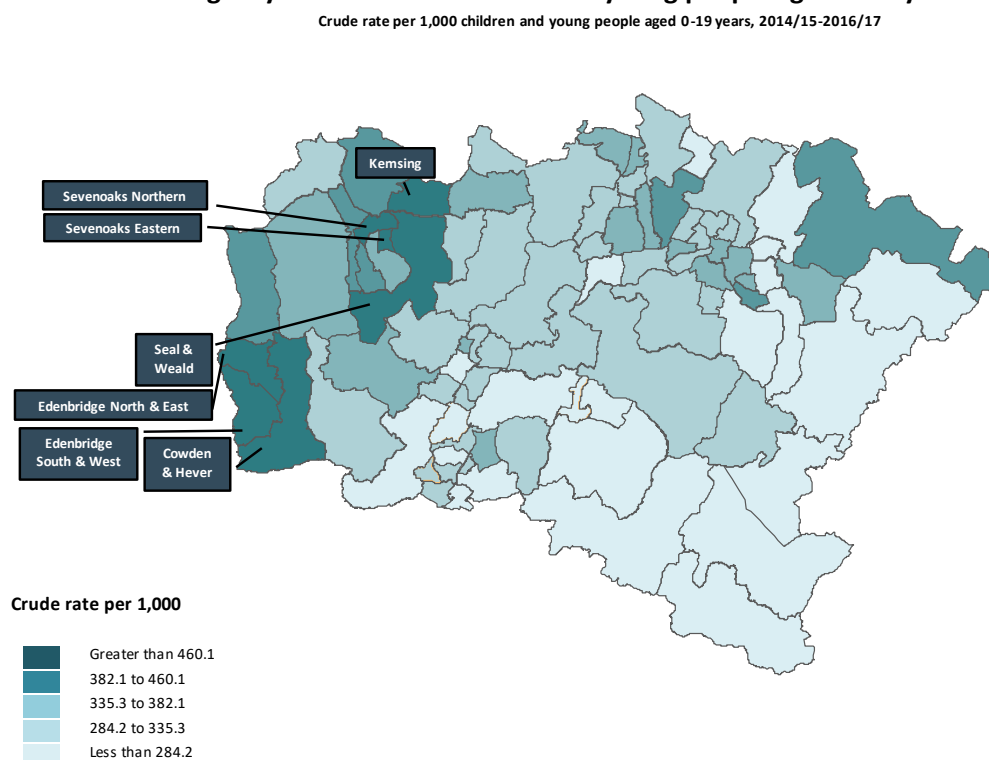 Crude rate per 1,000 children and young people aged 0-19 years, 2014/15-2016/17
Kemsing
Sevenoaks Northern
Sevenoaks Eastern
Seal &
Weald
Edenbridge North & East
Edenbridge
South & West
Cowden
& Hever
Crude rate per 1,000
Greater than 460.1
382.1 to 460.1
335.3 to 382.1
284.2 to 335.3
Less than 284.2